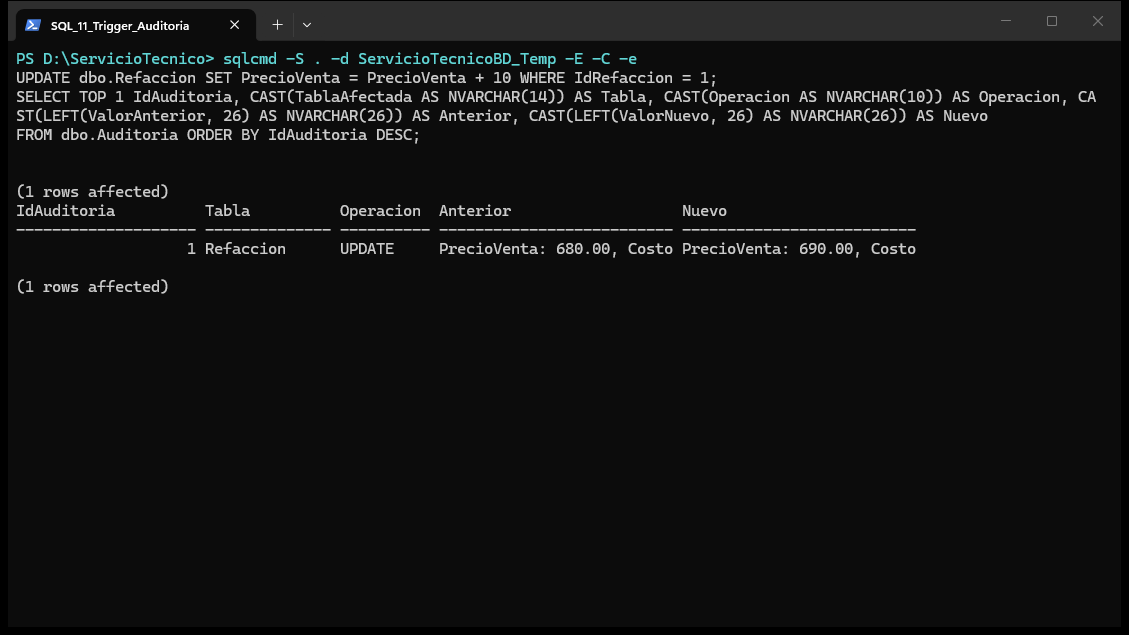 SQL_11_Trigger_Auditoria
PS D:\ServicioTecnico> sqlcmd -S . -d ServicioTecnicoBD_Temp -E -C -e
UPDATE dbo.Refaccion SET PrecioVenta = PrecioVenta + 10 WHERE IdRefaccion = 1;
SELECT TOP 1 IdAuditoria, CAST(TablaAfectada AS NVARCHAR(14)) AS Tabla, CAST(Operacion AS NVARCHAR(10)) AS Operacion, CA
ST(LEFT(ValorAnterior, 26) AS NVARCHAR(26)) AS Anterior, CAST(LEFT(ValorNuevo, 26) AS NVARCHAR(26)) AS Nuevo
FROM dbo.Auditoria ORDER BY IdAuditoria DESC;
(1 rows affected)
IdAuditoria          Tabla          Operacion  Anterior                   Nuevo
-------------------- -------------- ---------- -------------------------- --------------------------
                   1 Refaccion      UPDATE     PrecioVenta: 680.00, Costo PrecioVenta: 690.00, Costo
(1 rows affected)